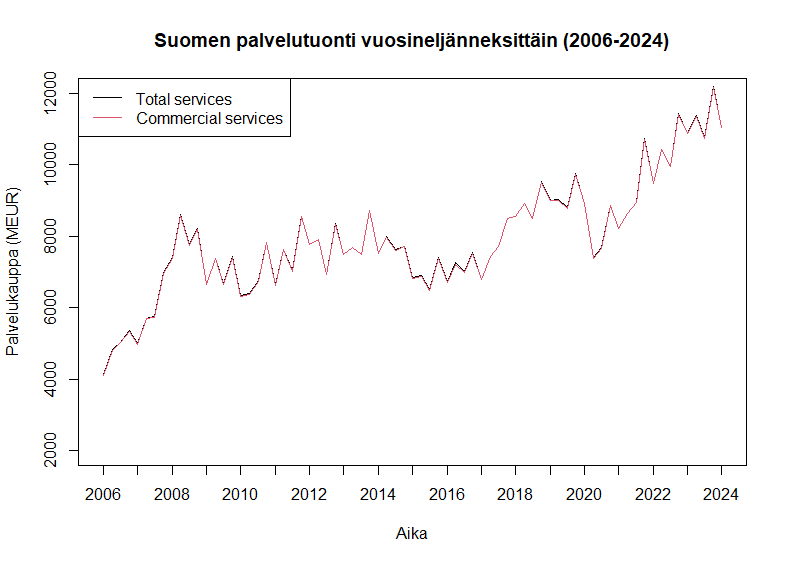 Suomen palvelutuonti vuosineljänneksittäin (2006-2024)
Total services
Commercial services
Palvelukauppa (MEUR)
12000
10000
8000
6000
4000
2000
2006 2008 2010 2012 2014 2016 2018 2020 2022 2024
Aika